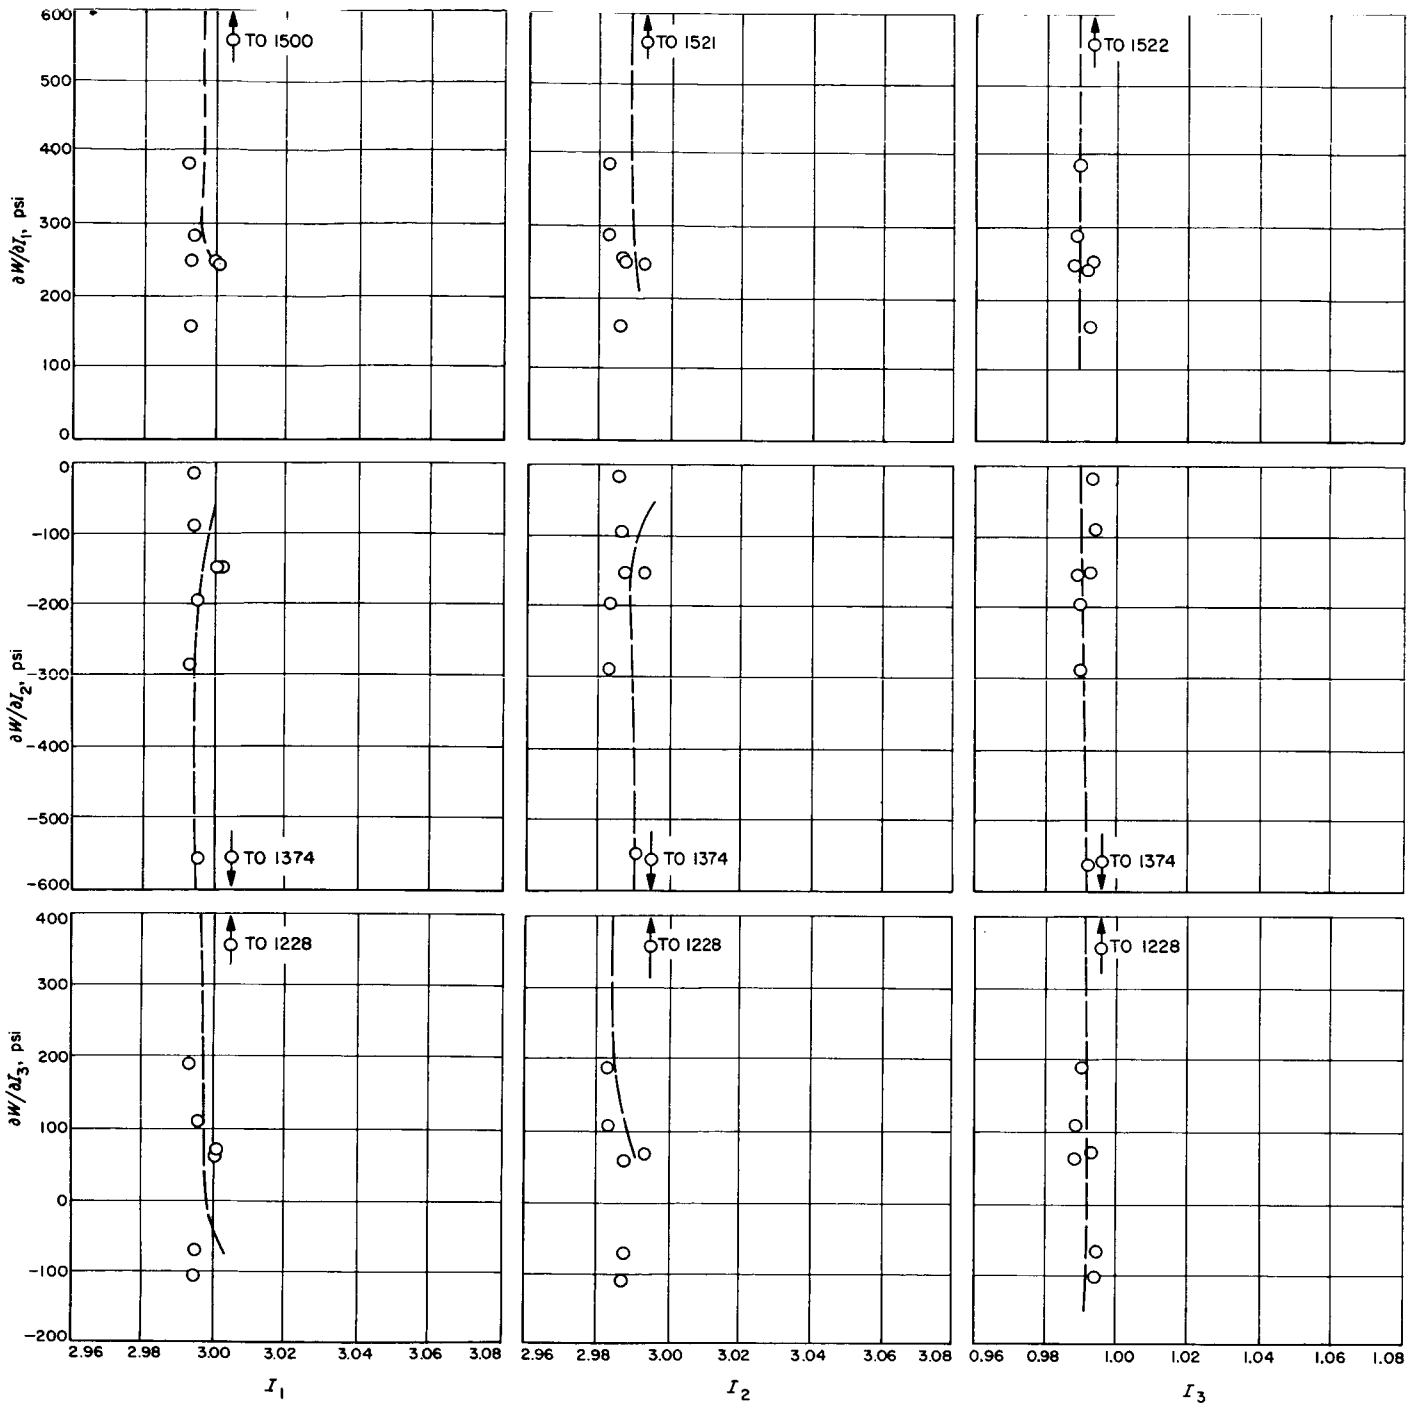 600
500
400
300
200
100
0
∂W/∂I₁, psi
TO 1500
TO 1521
TO 1522
0
-100
-200
-300
-400
-500
-600
∂W/∂I₂, psi
TO 1374
TO 1374
TO 1374
400
300
200
100
0
-100
-200
∂W/∂I₃, psi
TO 1228
TO 1228
TO 1228
2.96 2.98 3.00 3.02 3.04 3.06 3.08
2.96 2.98 3.00 3.02 3.04 3.06 3.08
0.96 0.98 1.00 1.02 1.04 1.06 1.08
I₁
I₂
I₃